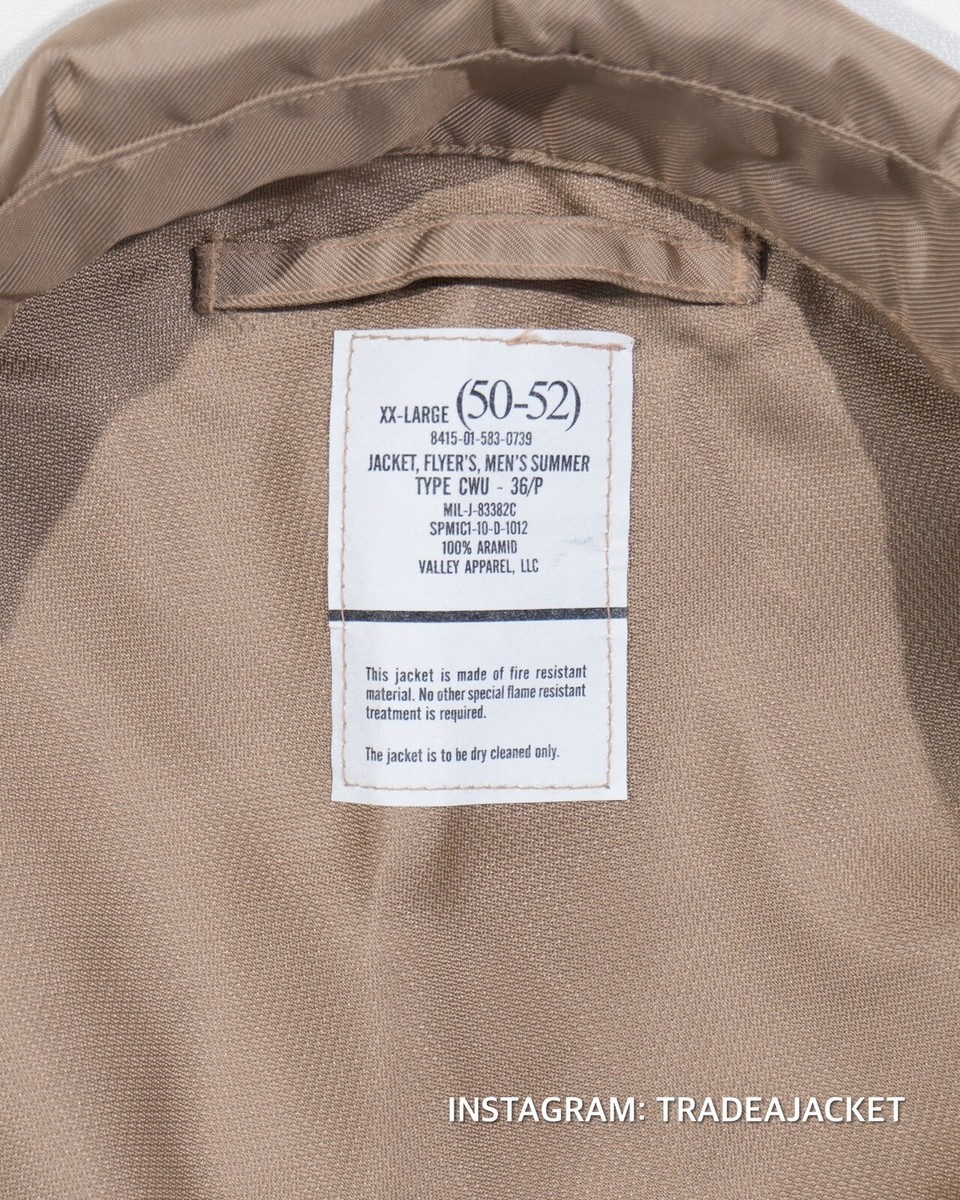 XX-LARGE (50-52)
8415-01-583-0739
JACKET, FLYER'S, MEN'S SUMMER
TYPE CWU - 36/P
MIL-J-83382C
SPM1C1-10-D-1012
100% ARAMID
VALLEY APPAREL, LLC
This jacket is made of fire resistant
material. No other special flame resistant
treatment is required.
The jacket is to be dry cleaned only.
INSTAGRAM: TRADEAJACKET